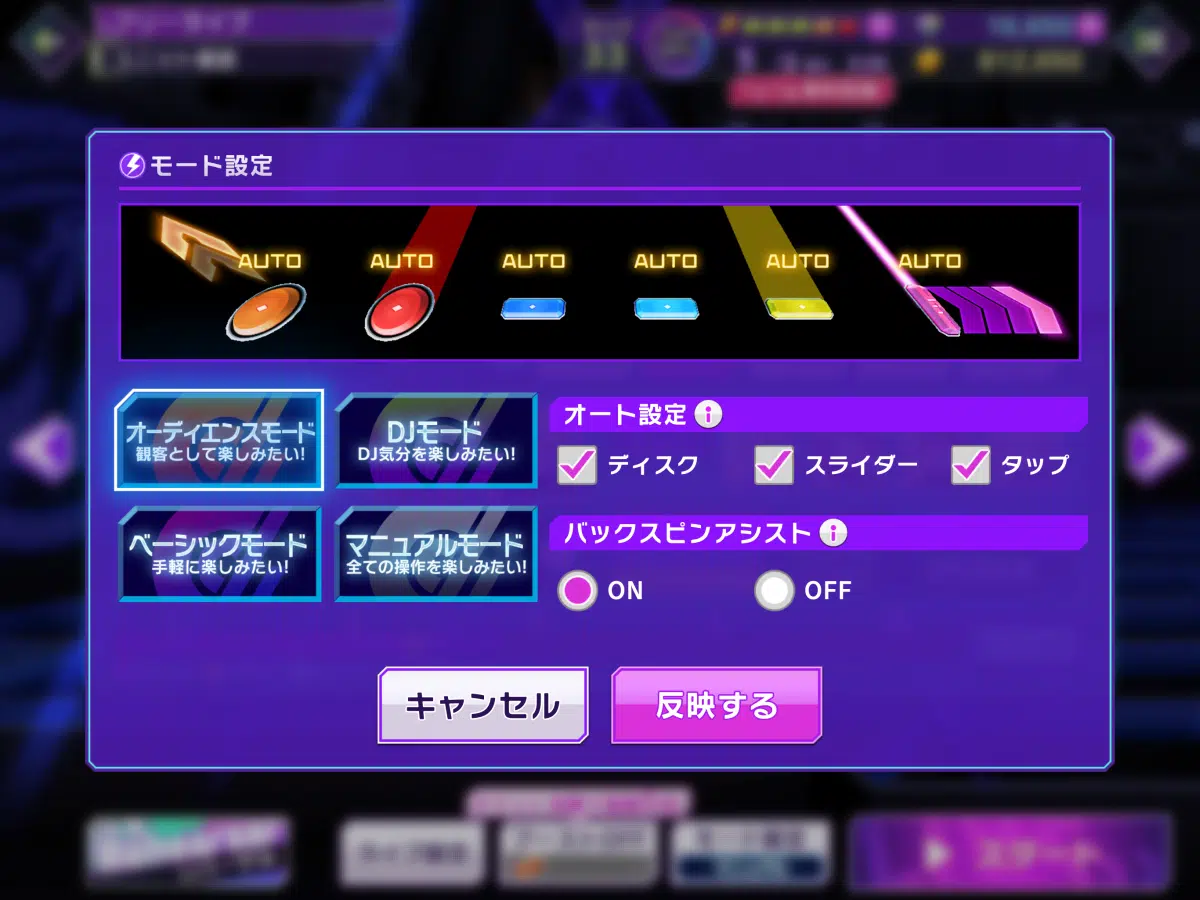 モード設定
AUTO AUTO AUTO AUTO AUTO AUTO
オーディエンスモード
観客として楽しみたい!
DJモード
DJ気分を楽しみたい!
ベーシックモード
手軽に楽しみたい!
マニュアルモード
全ての操作を楽しみたい!
オート設定
ディスク スライダー タップ
バックスピンアシスト
ON OFF
キャンセル 反映する